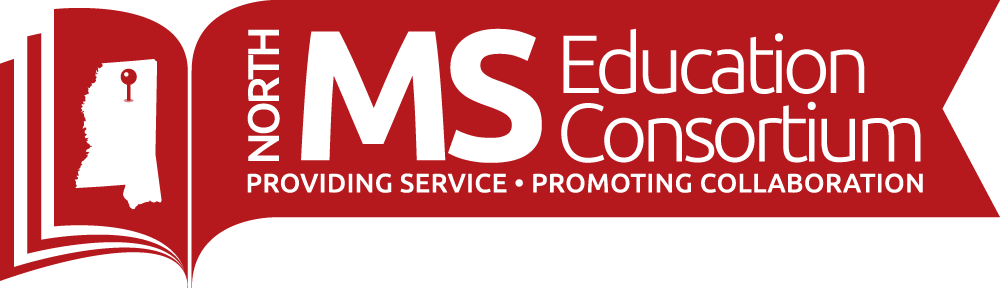 NORTH
MS
Education
Consortium
PROVIDING SERVICE • PROMOTING COLLABORATION